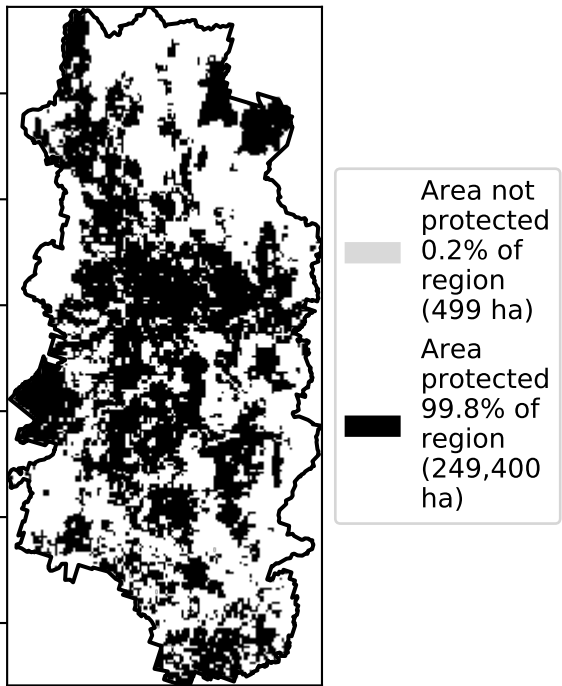 Area not
protected
0.2% of
region
(499 ha)
Area
protected
99.8% of
region
(249,400
ha)